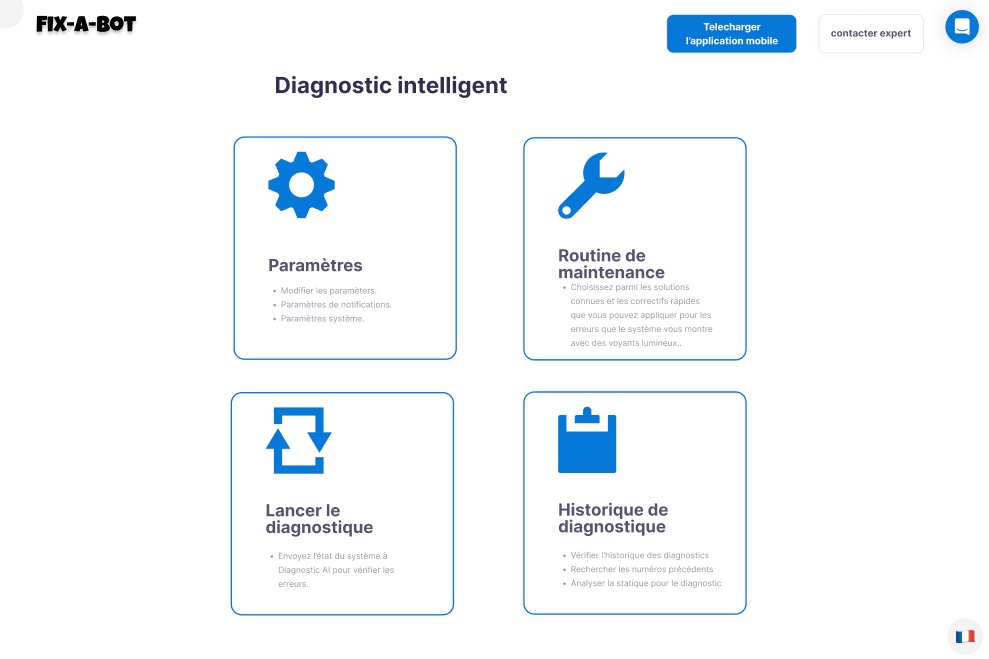 FIX-A-BOT
Telecharger
l'application mobile
contacter expert
Diagnostic intelligent
Paramètres
• Modifier les paramèters.
• Paramètres de notifications.
• Paramètres système.
Routine de
maintenance
• Choisissez parmi les solutions
connues et les correctifs rapides
que vous pouvez appliquer pour les
erreurs que le système vous montre
avec des voyants lumineux..
Lancer le
diagnostique
• Envoyez l'état du système à
Diagnostic AI pour vérifier les
erreurs.
Historique de
diagnostique
• Vérifier l'historique des diagnostics
• Rechercher les numéros précédents
• Analyser la statique pour le diagnostic